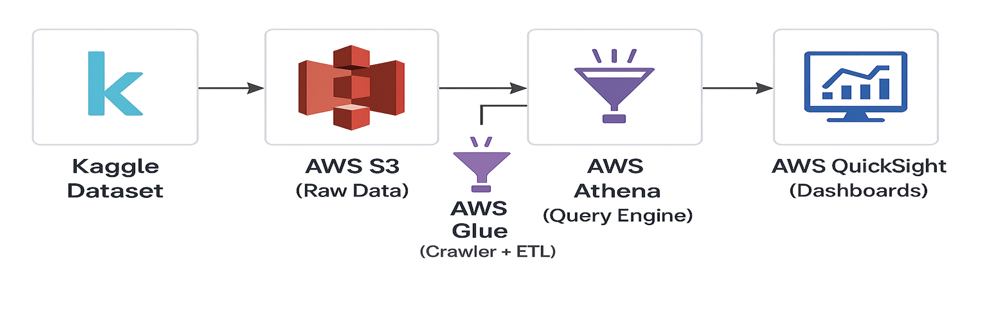 k
Kaggle
Dataset
AWS S3
(Raw Data)
AWS
Glue
(Crawler + ETL)
AWS
Athena
(Query Engine)
AWS QuickSight
(Dashboards)